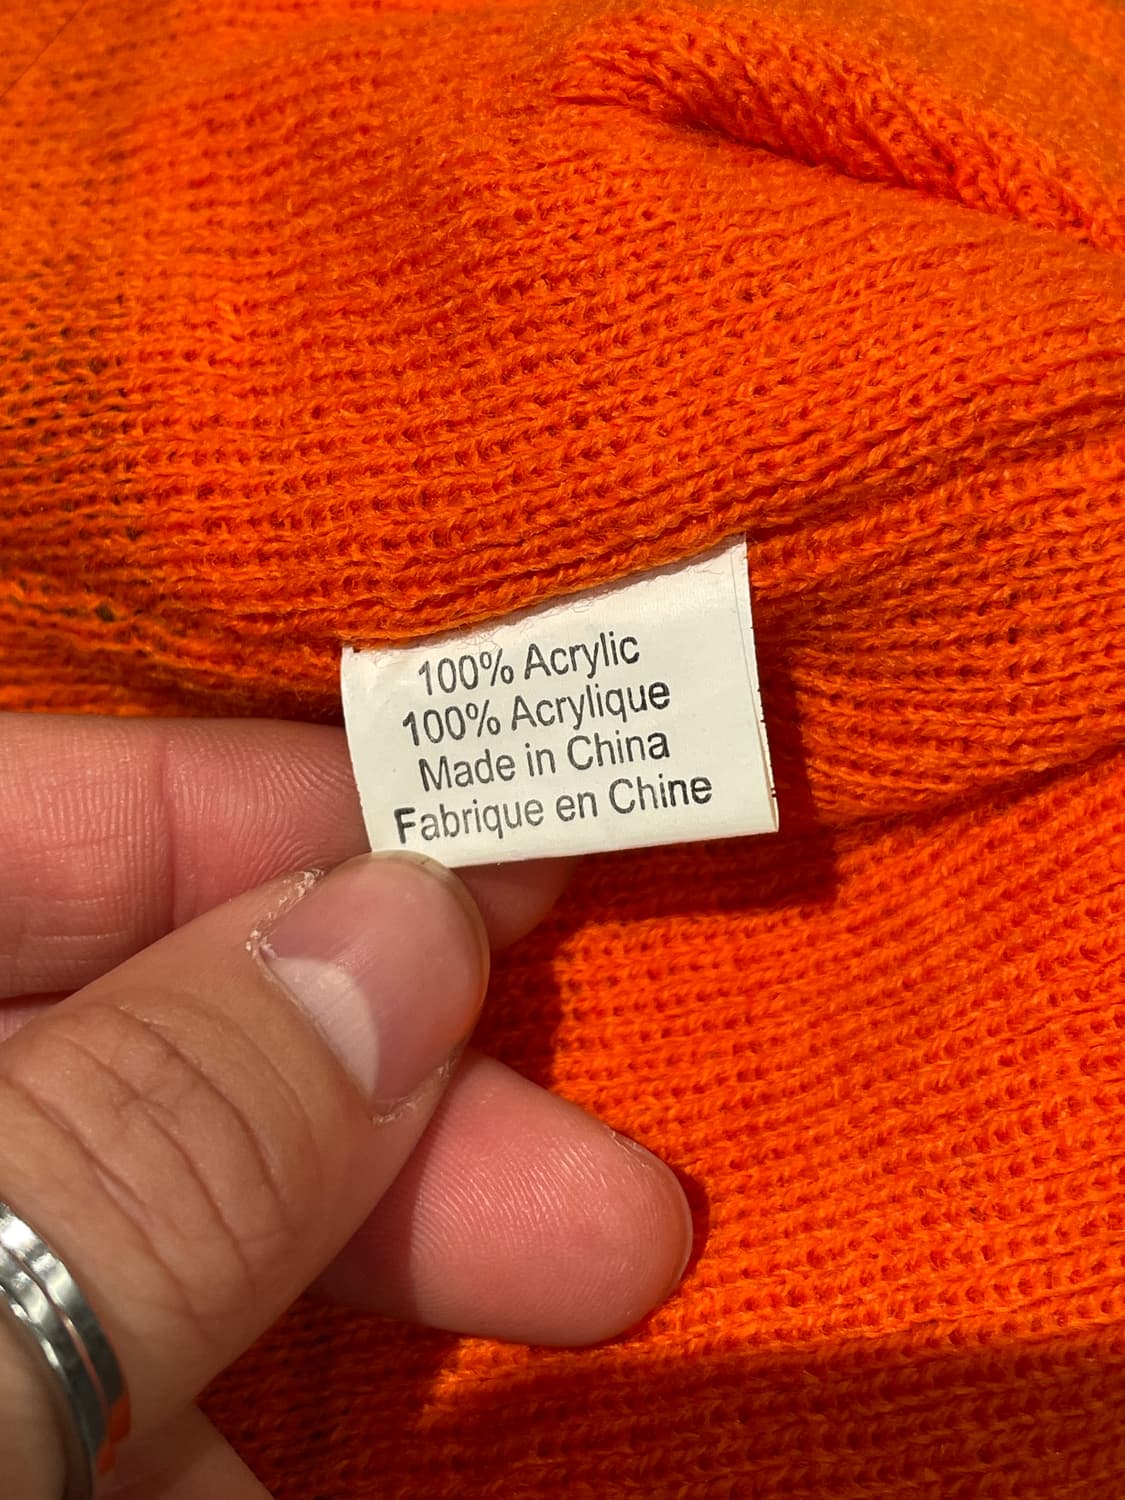 100% Acrylic
100% Acrylique
Made in China
Fabrique en Chine